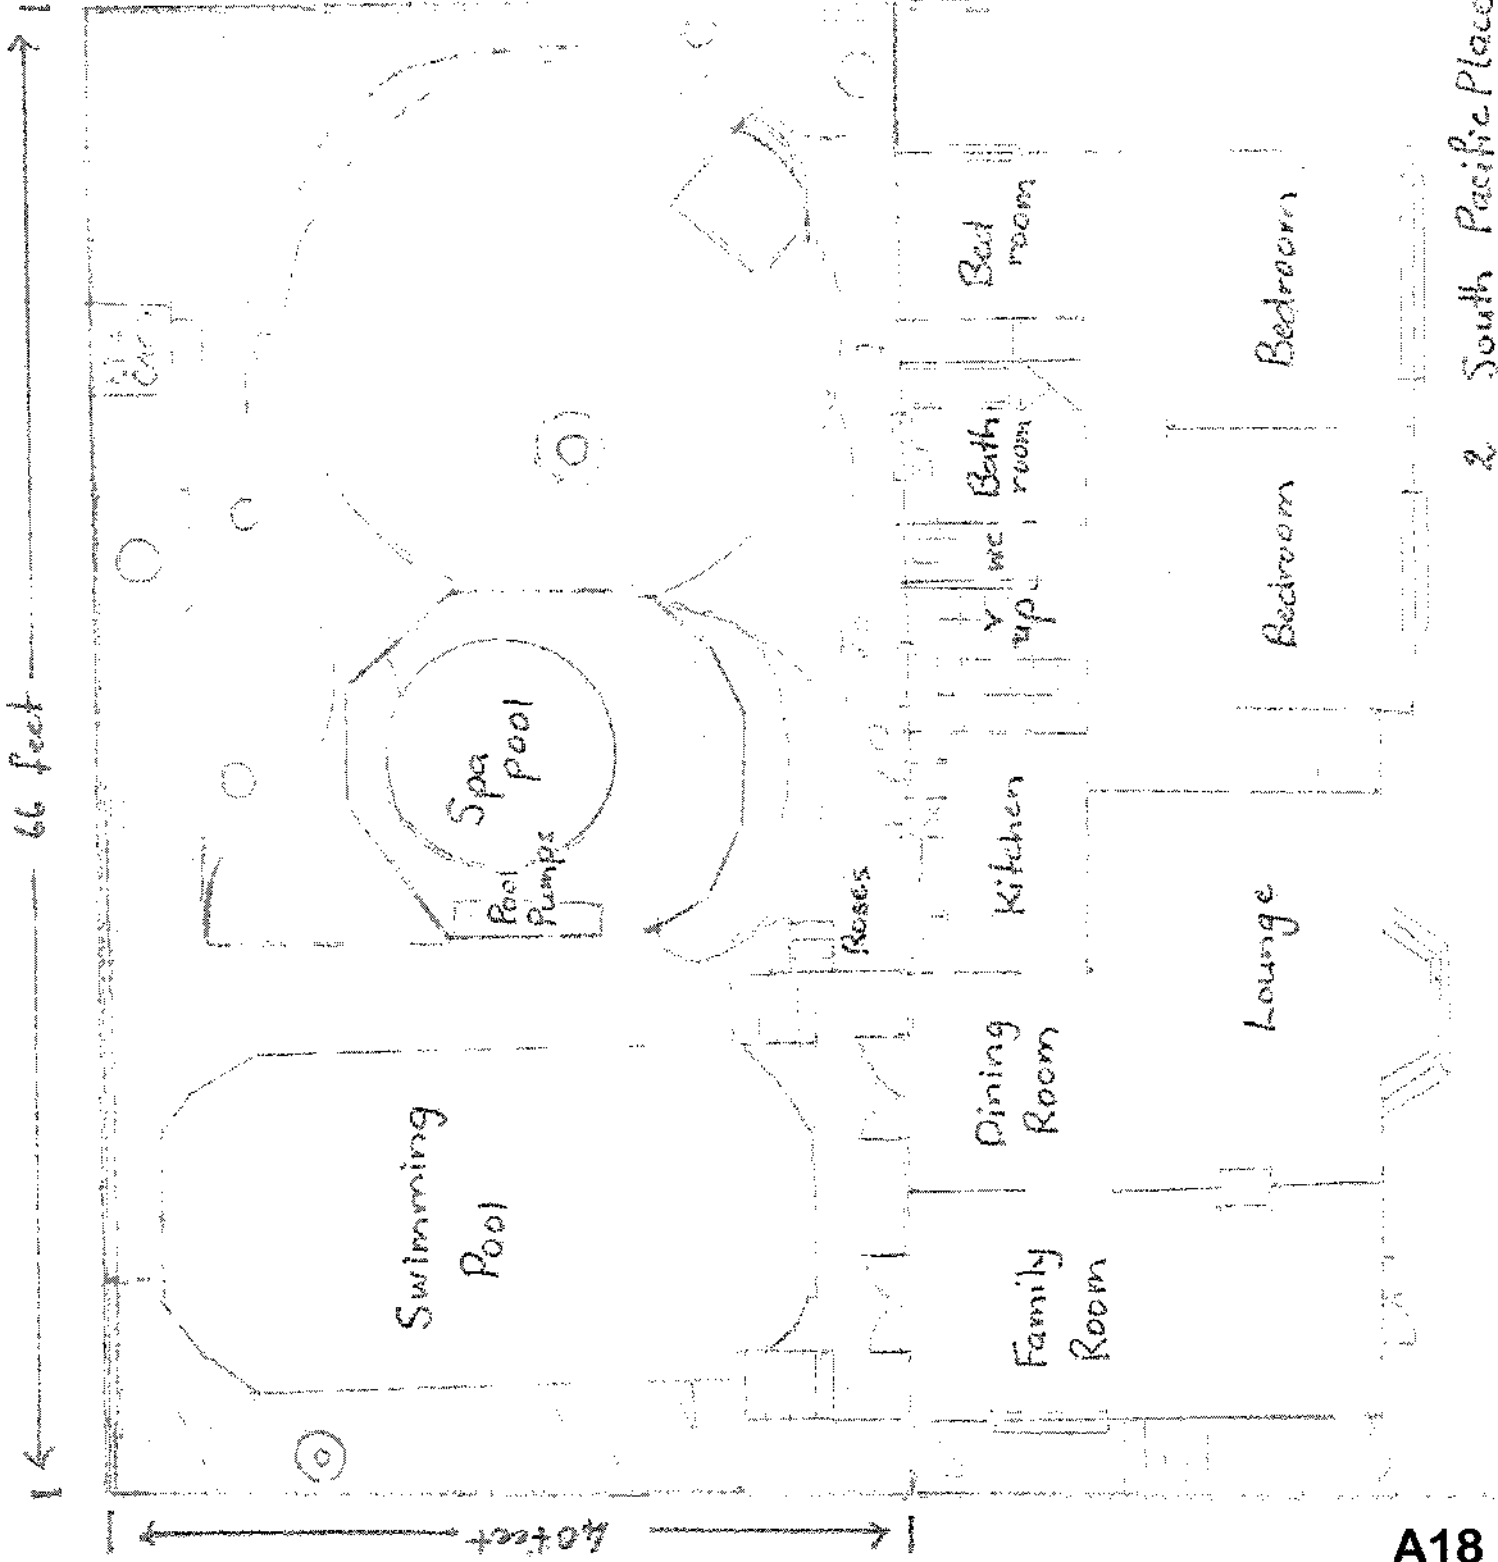 66 feet
40 feet
Swimming
Pool
Spa
Pool
Pool
Pumps
Roses
Family
Room
Dining
Room
Kitchen
Lounge
up
wc
Bath
room
Bed
room
Bedroom
Bedroom
2 South Pacific Place
A18